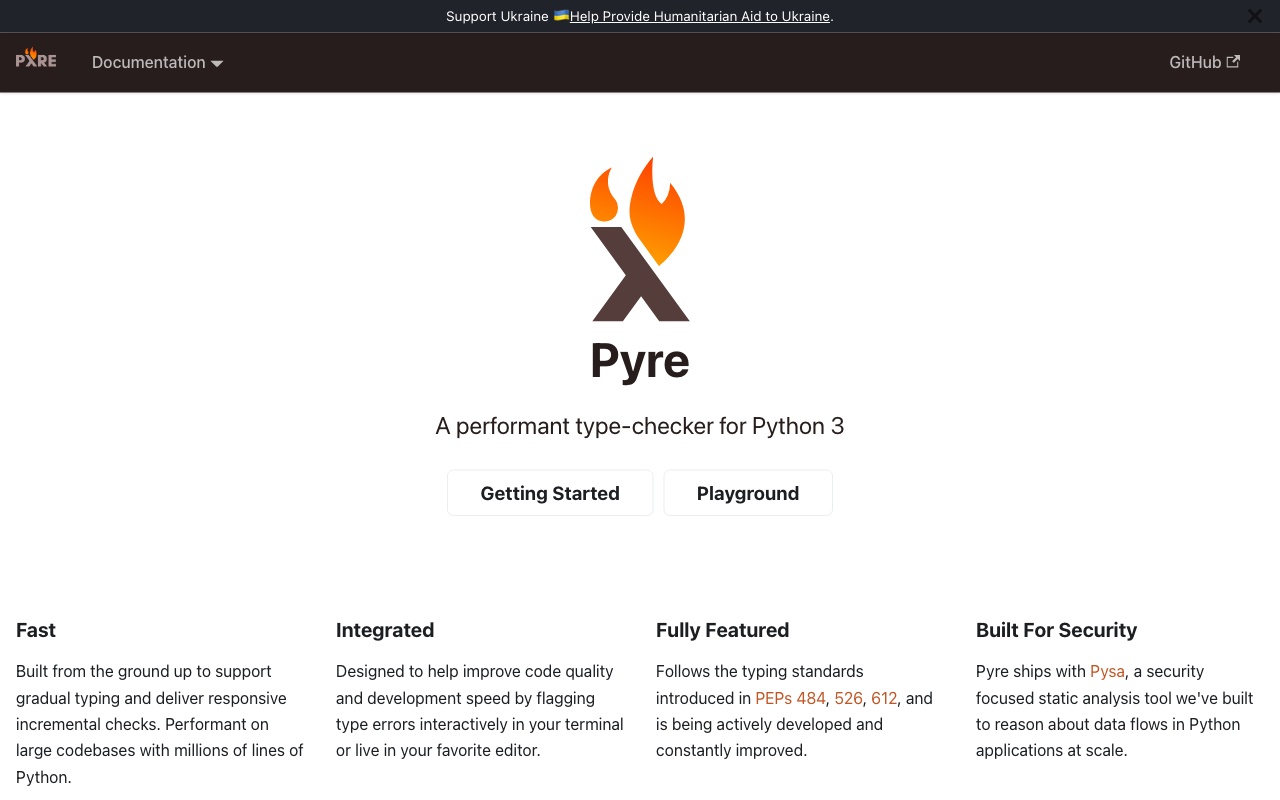 Support Ukraine 🇺🇦Help Provide Humanitarian Aid to Ukraine.
PYRE
Documentation
GitHub
Pyre
A performant type-checker for Python 3
Getting Started
Playground
Fast
Built from the ground up to support
gradual typing and deliver responsive
incremental checks. Performant on
large codebases with millions of lines of
Python.
Integrated
Designed to help improve code quality
and development speed by flagging
type errors interactively in your terminal
or live in your favorite editor.
Fully Featured
Follows the typing standards
introduced in PEPs 484, 526, 612, and
is being actively developed and
constantly improved.
Built For Security
Pyre ships with Pysa, a security
focused static analysis tool we've built
to reason about data flows in Python
applications at scale.